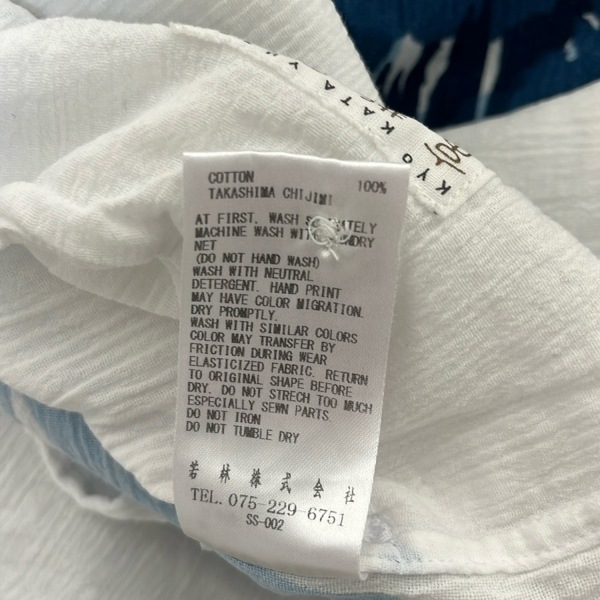 KATA
KYO
COTTON 100%
TAKASHIMA CHIJIMI
AT FIRST, WASH
MACHINE WASH
NET
(DO NOT HAND WASH)
WASH WITH NEUTRAL
DETERGENT. HAND PRINT
MAY HAVE COLOR MIGRATION.
DRY PROMPTLY.
WASH WITH SIMILAR COLORS
COLOR MAY TRANSFER BY
FRICTION DURING WEAR
ELASTICIZED FABRIC. RETURN
TO ORIGINAL SHAPE BEFORE
DRY. DO NOT STRECH TOO MUCH
ESPECIALLY SEWN PARTS.
DO NOT IRON
DO NOT TUMBLE DRY
若林株式会社
TEL. 075-229-6751
SS-002